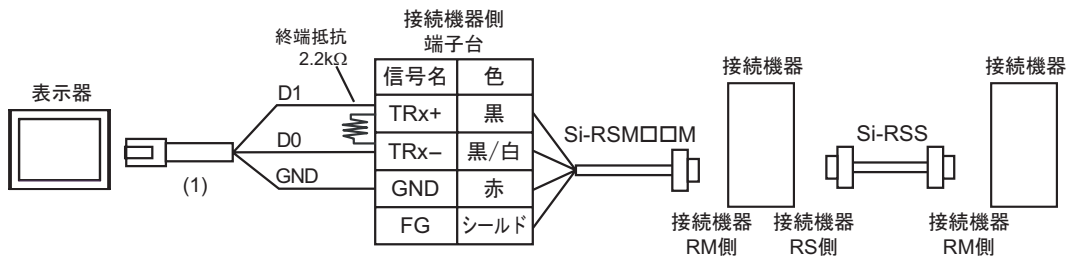 接続機器側
端子台
終端抵抗
2.2kΩ
表示器
D1
D0
GND
(1)
信号名 色
TRx+ 黒
TRx− 黒/白
GND 赤
FG シールド
Si-RSM□□M
接続機器
Si-RSS
接続機器
接続機器
RM側
接続機器
RS側
接続機器
RM側